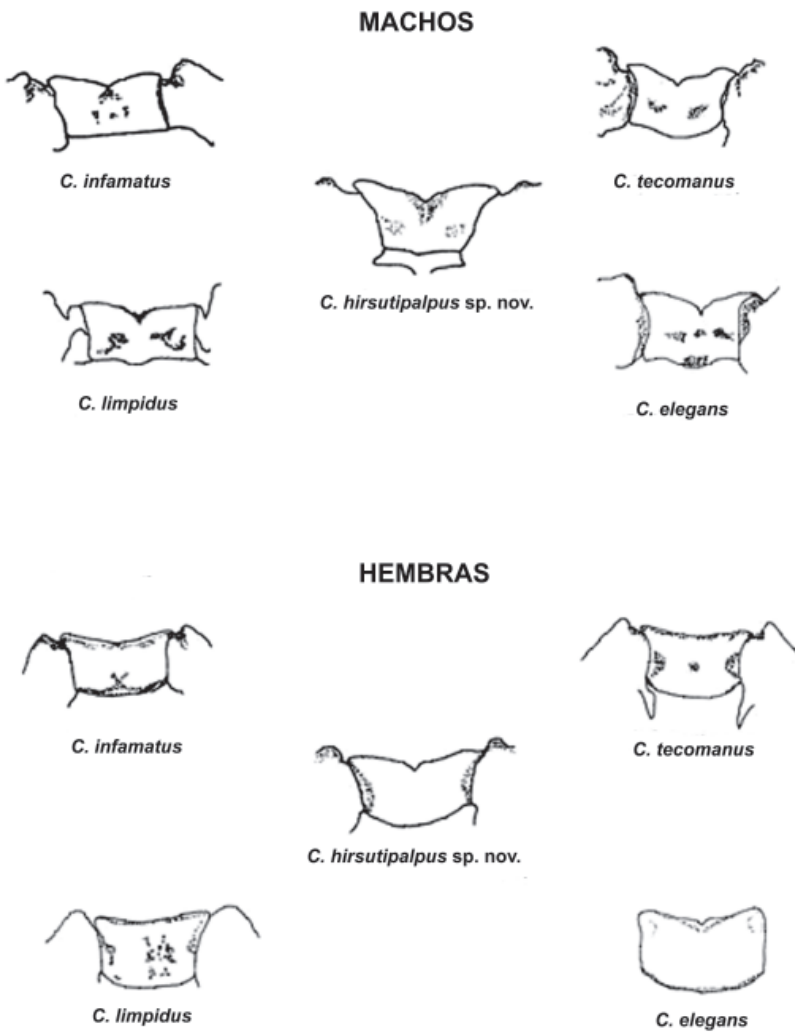 MACHOS
C. infamatus
C. tecomanus
C. hirsutipalpus sp. nov.
C. limpidus
C. elegans
HEMBRAS
C. infamatus
C. tecomanus
C. hirsutipalpus sp. nov.
C. limpidus
C. elegans